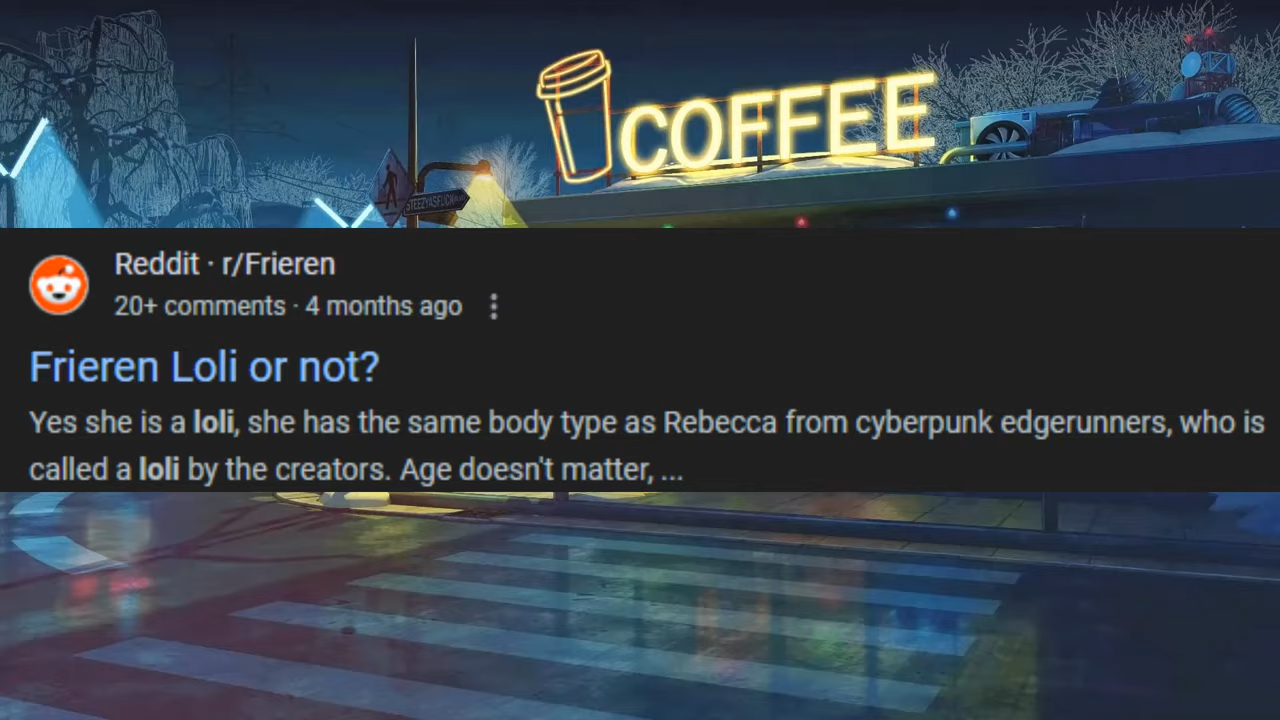 COFFEE
STEEZYASFUCK
Reddit · r/Frieren
20+ comments · 4 months ago
Frieren Loli or not?
Yes she is a loli, she has the same body type as Rebecca from cyberpunk edgerunners, who is
called a loli by the creators. Age doesn't matter, ...